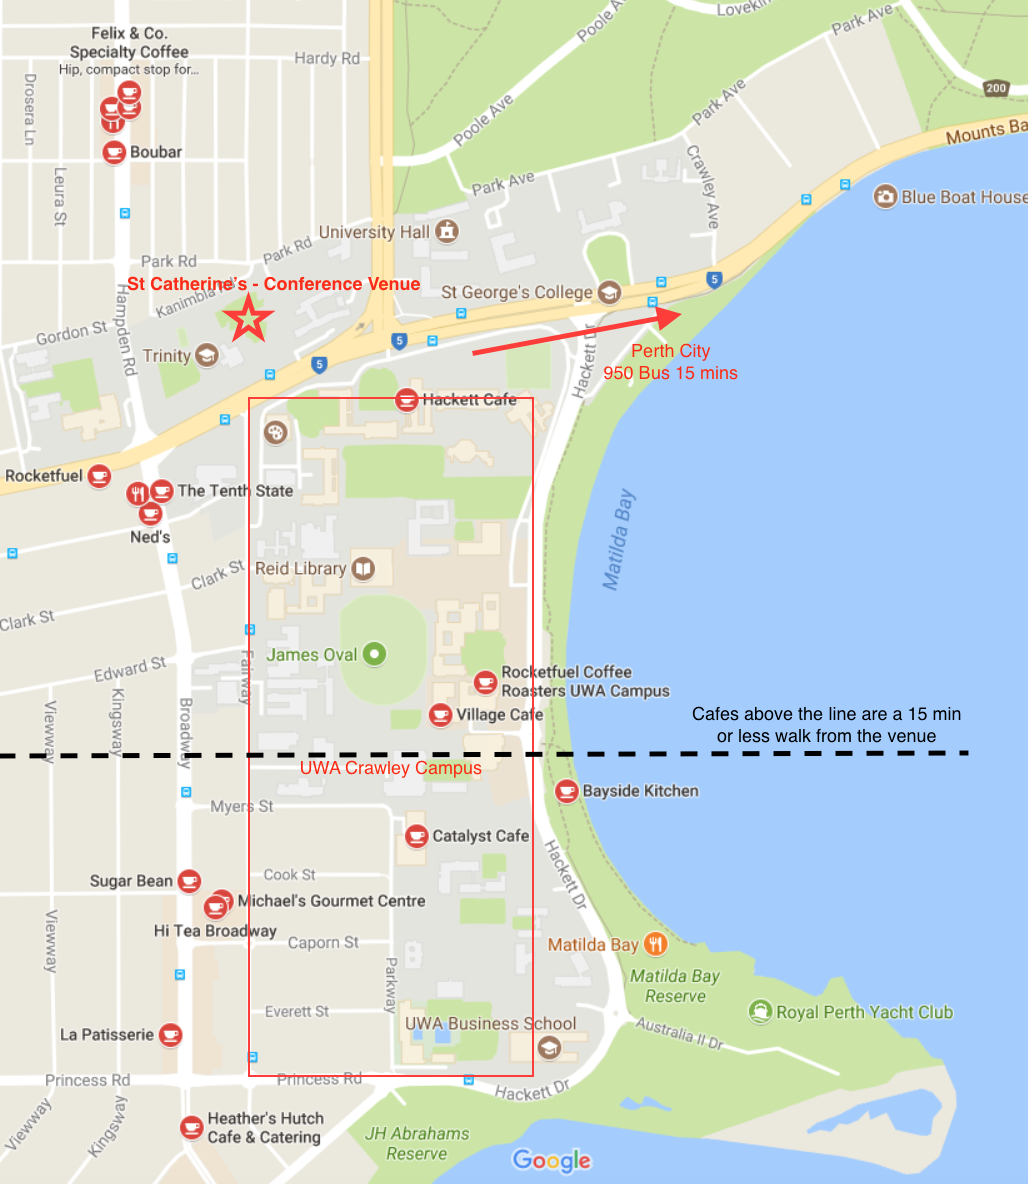 Felix & Co.
Specialty Coffee
Hip, compact stop for...
Hardy Rd
Poole A
Lovekin
Park Ave
200
Drosera Ln
Poole Ave
Park Ave
Mounts Ba
Boubar
Leura St
Crawley Ave
Park Ave
Blue Boat House
University Hall
Park Rd
Park Rd
St Catherine's - Conference Venue
Kanimbla Rd
St George's College
5
Hampden Rd
Gordon St
Trinity
5
5
Hackett Dr
Perth City
950 Bus 15 mins
Hackett Cafe
Rocketfuel
The Tenth State
Ned's
Matilda Bay
Reid Library
Clark St
Clark St
James Oval
Edward St
Fairway
Rocketfuel Coffee
Roasters UWA Campus
Village Cafe
Viewway
Kingsway
Broadway
Cafes above the line are a 15 min
or less walk from the venue
UWA Crawley Campus
Bayside Kitchen
Myers St
Catalyst Cafe
Hackett Dr
Sugar Bean
Cook St
Michael's Gourmet Centre
Hi Tea Broadway
Caporn St
Viewway
Matilda Bay
Parkway
Matilda Bay
Reserve
Everett St
Royal Perth Yacht Club
UWA Business School
La Patisserie
Australia II Dr
Princess Rd
Princess Rd
Hackett Dr
Viewway
Kingsway
Heather's Hutch
Cafe & Catering
JH Abrahams
Reserve
Google